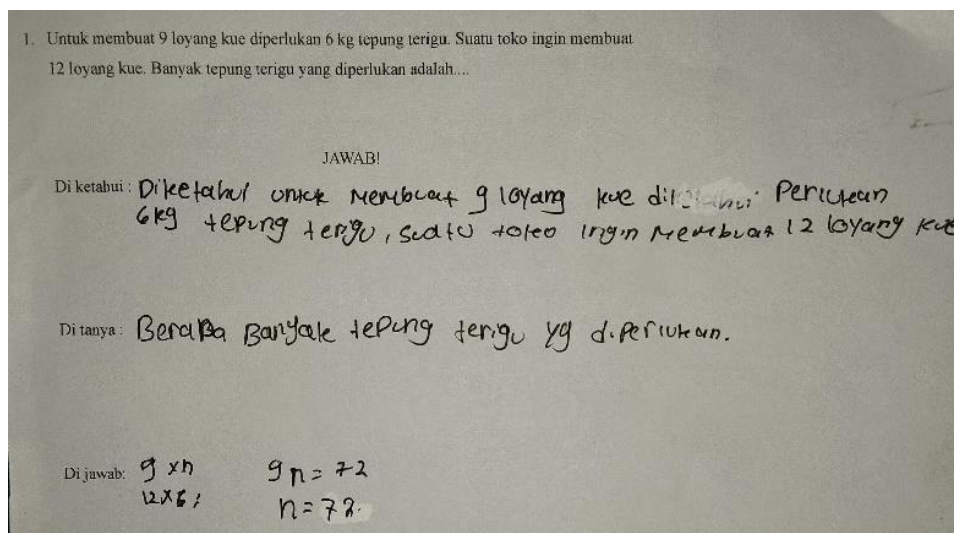 1. Untuk membuat 9 loyang kue diperlukan 6 kg tepung terigu. Suatu toko ingin membuat
12 loyang kue. Banyak tepung terigu yang diperlukan adalah....
JAWAB!
Di ketahui : Diketahui untuk Membuat 9 loyang kue Perlukan
6kg tepung terigu, suatu toko ingin Membuat 12 loyang kue
Di tanya : Berapa Banyak tepung terigu yg diperlukan.
Di jawab: 9 xn 9n = 72
12x6 n = 72.